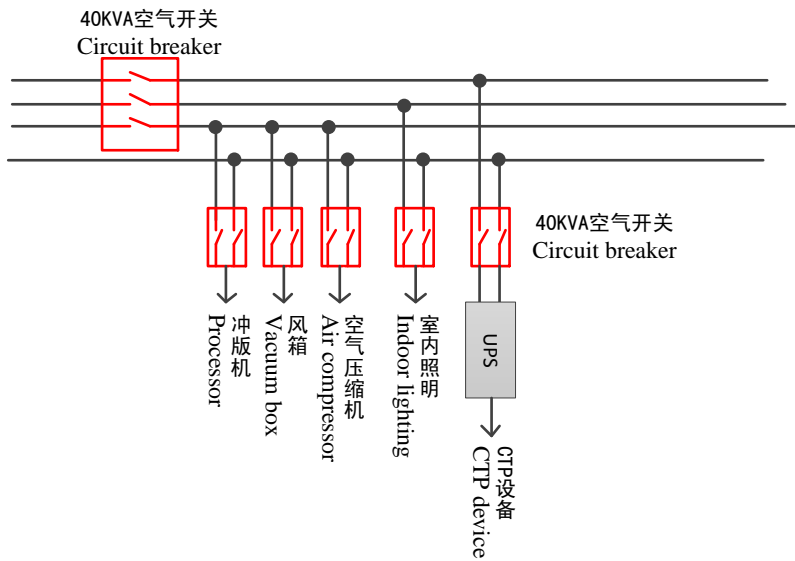 40KVA空气开关
Circuit breaker
40KVA空气开关
Circuit breaker
冲版机
Processor
风箱
Vacuum box
空气压缩机
Air compressor
室内照明
Indoor lighting
UPS
CTP设备
CTP device